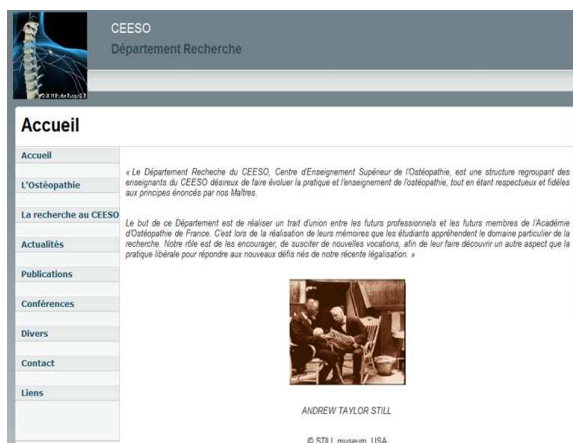 CEESO
Département Recherche
Accueil
Accueil
L'Ostéopathie
La recherche au CEESO
Actualités
Publications
Conférences
Divers
Contact
Liens
« Le Département Recheche du CEESO, Centre d'Enseignement Supérieur de l'Ostéopathie, est une structure regroupant des
enseignants du CEESO désireux de faire évoluer la pratique et l'enseignement de l'ostéopathie, tout en étant respectueux et fidèles
aux principes énoncés par nos Maîtres.
Le but de ce Département est de réaliser un trait d'union entre les futurs professionnels et les futurs membres de l'Académie
d'Ostéopathie de France. C'est lors de la réalisation de leurs mémoires que les étudiants appréhendent le domaine particulier de la
recherche. Notre rôle est de les encourager, de susciter de nouvelles vocations, afin de leur faire découvrir un autre aspect que la
pratique libérale pour répondre aux nouveaux défis nés de notre récente légalisation. »
ANDREW TAYLOR STILL
© STILL museum, USA